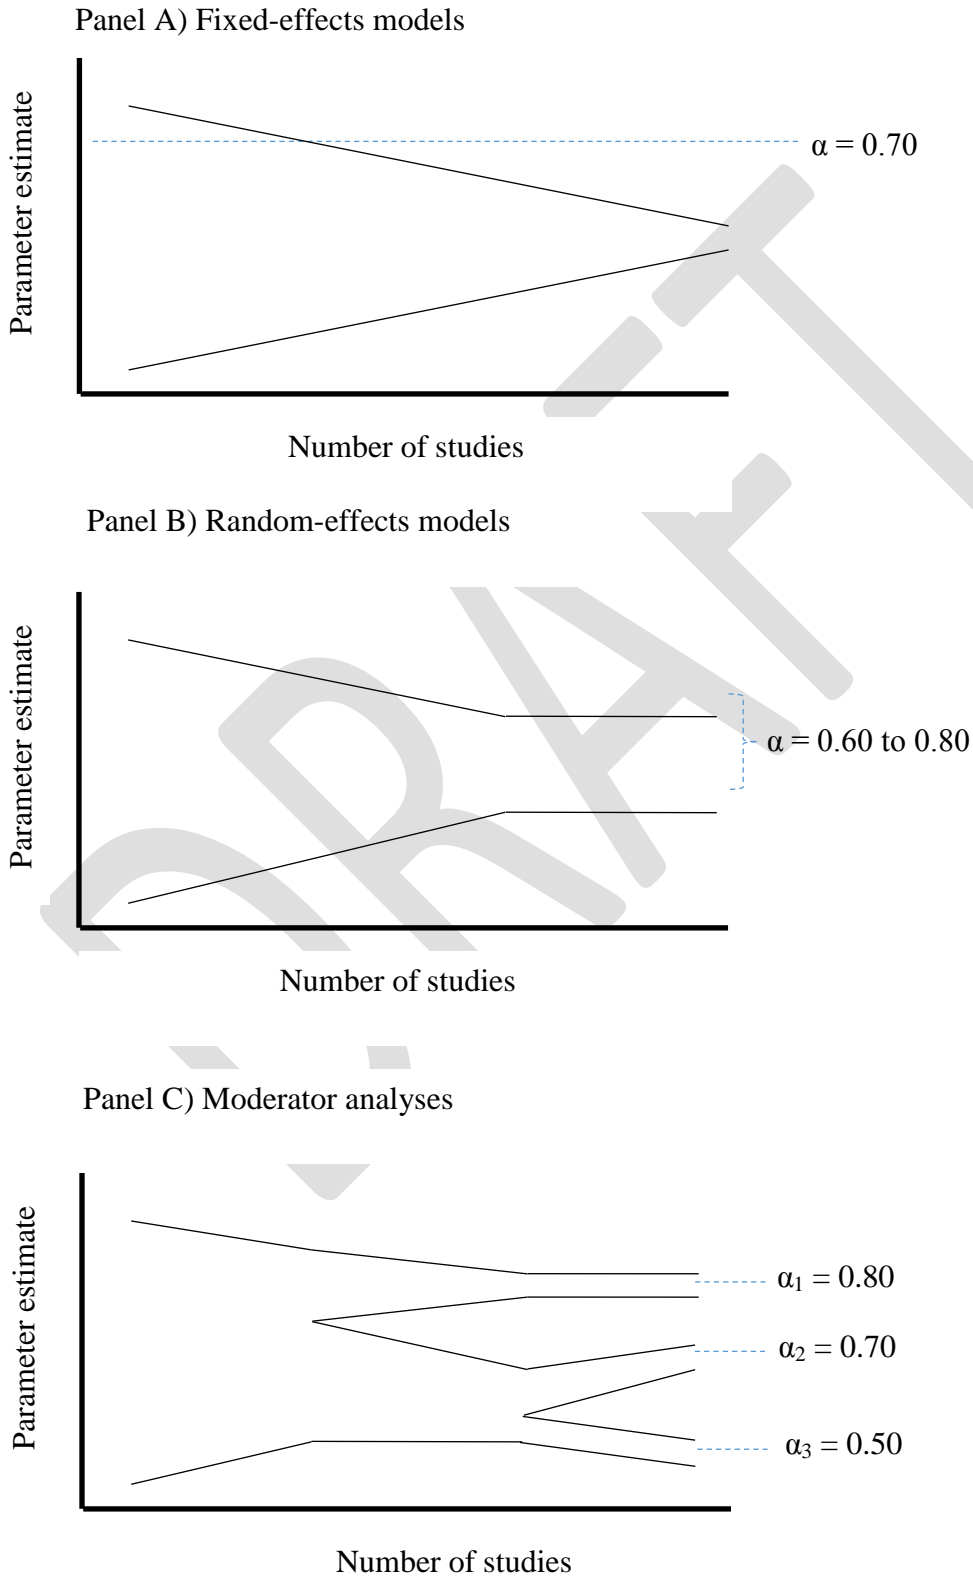 Panel A) Fixed-effects models
Parameter estimate
α = 0.70
Number of studies
Panel B) Random-effects models
Parameter estimate
α = 0.60 to 0.80
Number of studies
Panel C) Moderator analyses
Parameter estimate
α₁ = 0.80
α₂ = 0.70
α₃ = 0.50
Number of studies
DRAFT